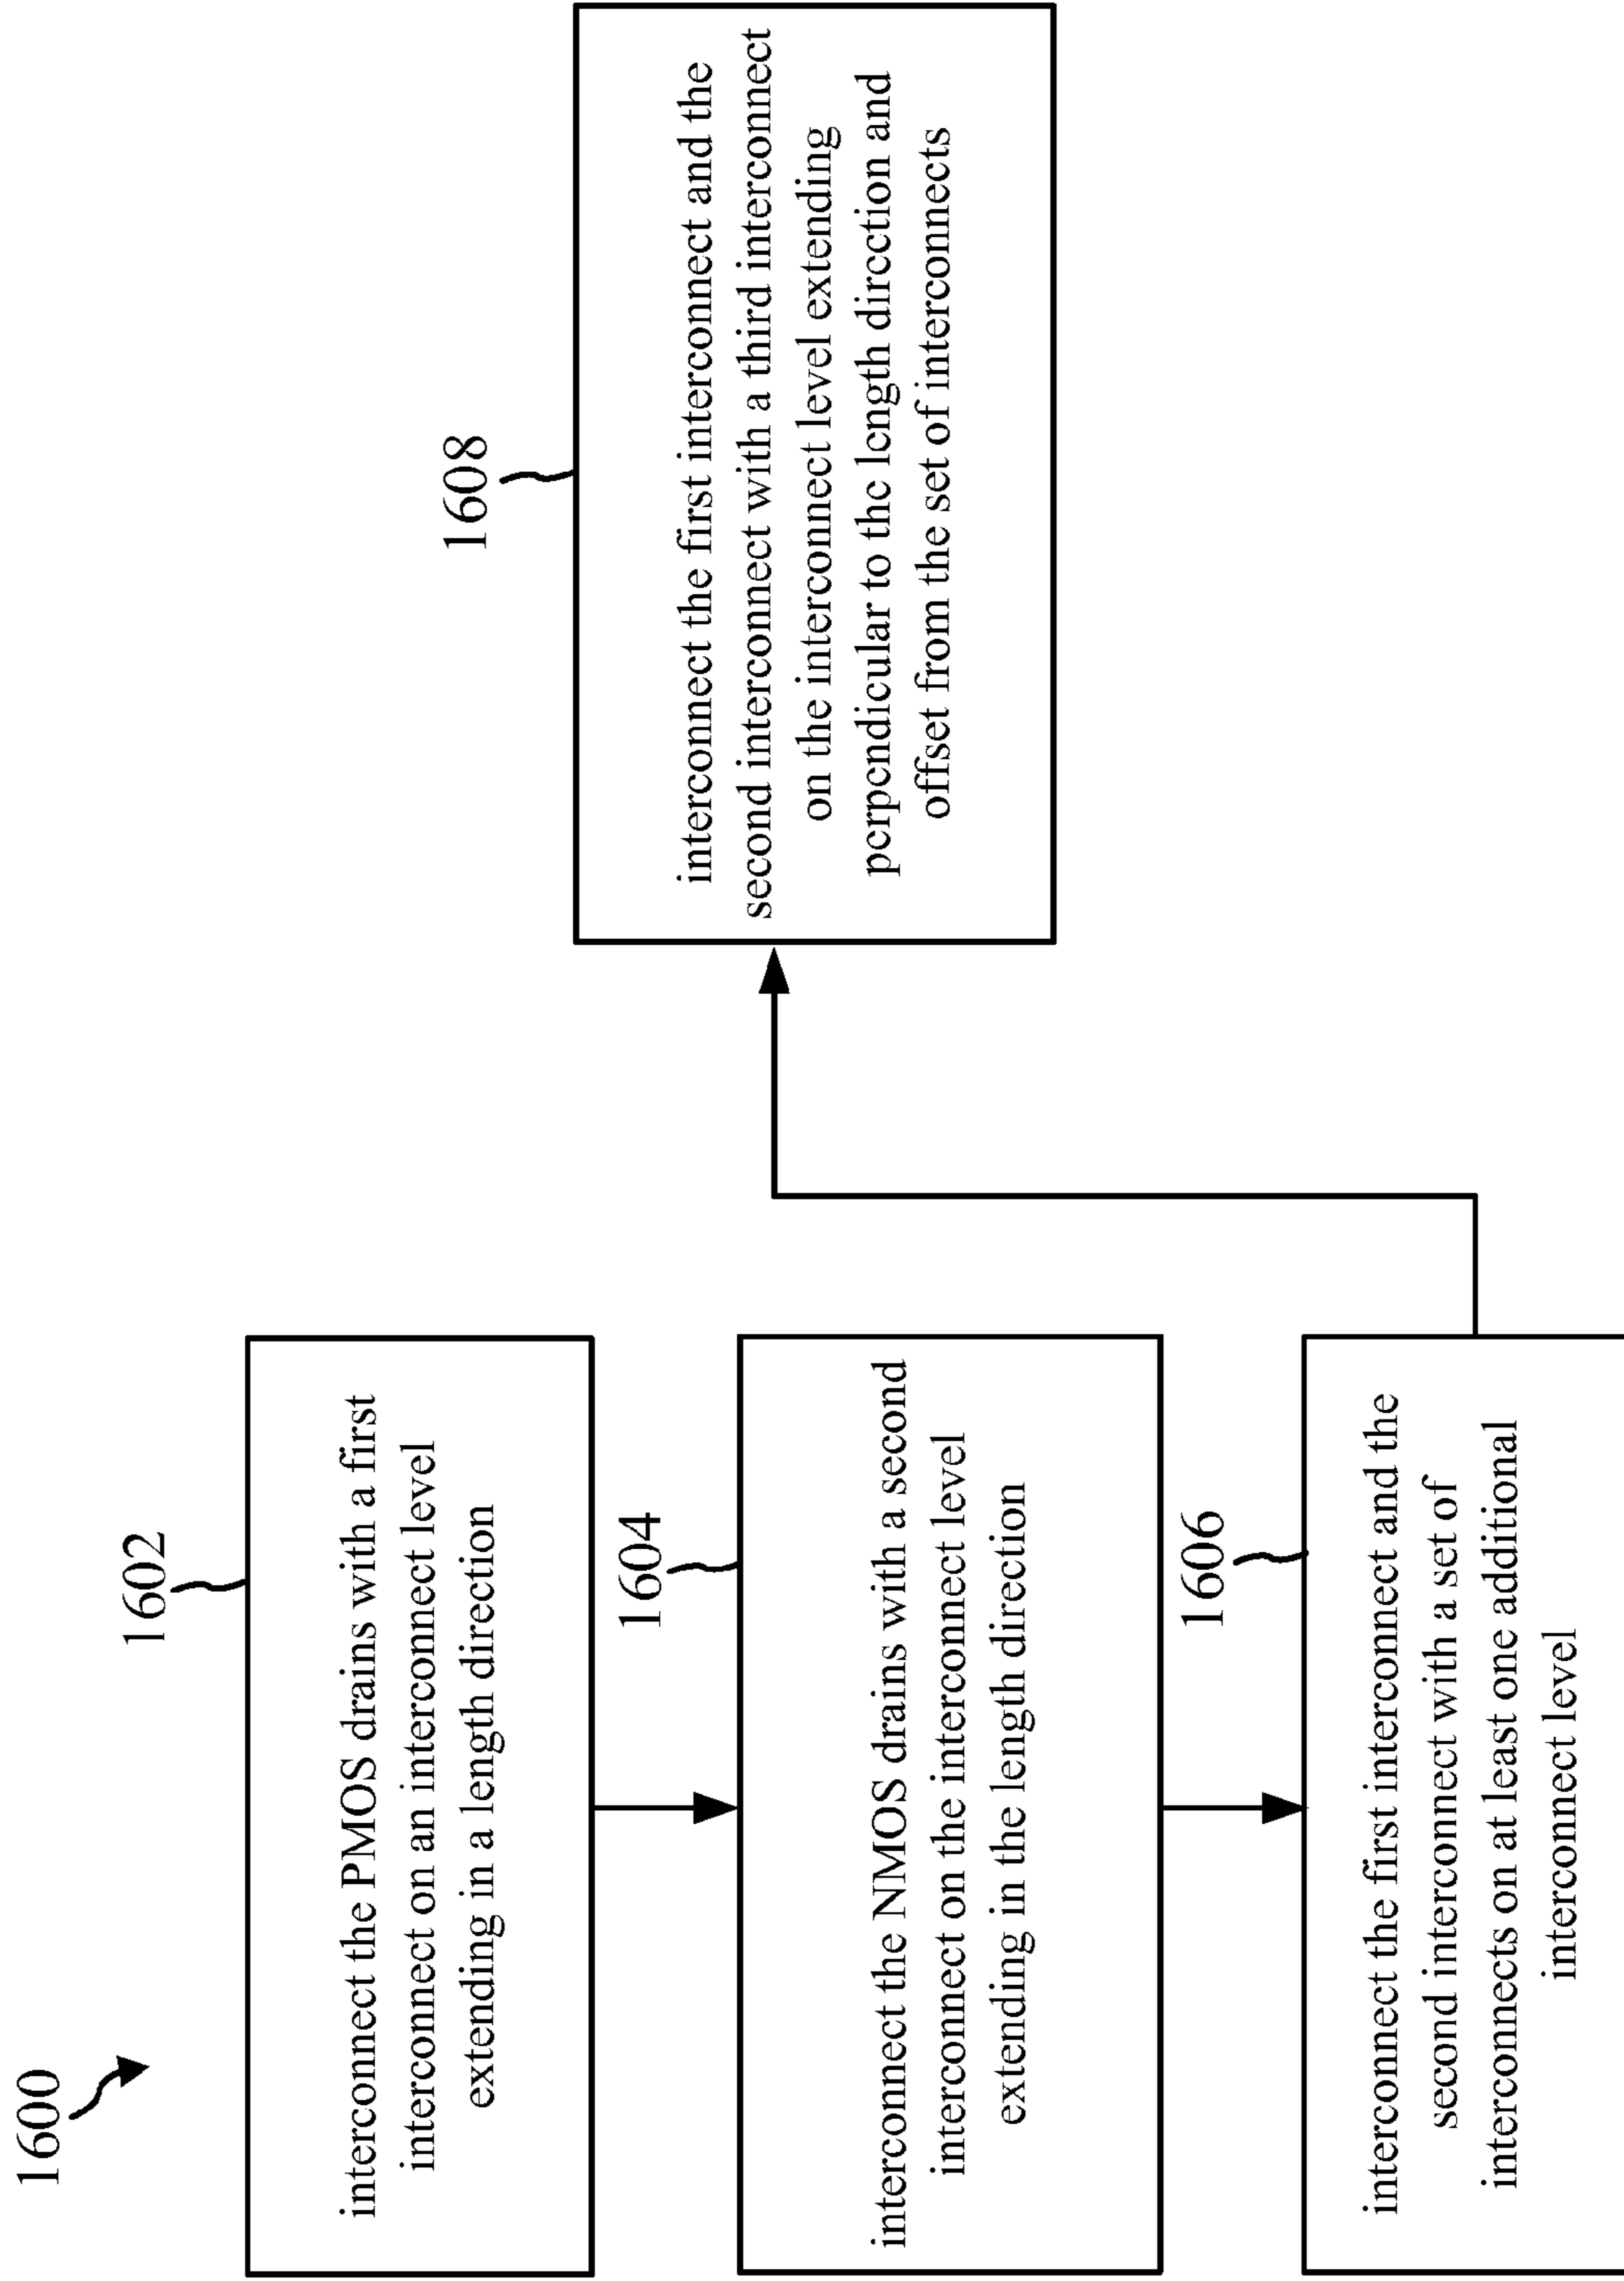 1600
1602
interconnect the PMOS drains with a first
interconnect on an interconnect level
extending in a length direction
1604
interconnect the NMOS drains with a second
interconnect on the interconnect level
extending in the length direction
1606
interconnect the first interconnect and the
second interconnect with a set of
interconnects on at least one additional
interconnect level
1608
interconnect the first interconnect and the
second interconnect with a third interconnect
on the interconnect level extending
perpendicular to the length direction and
offset from the set of interconnects